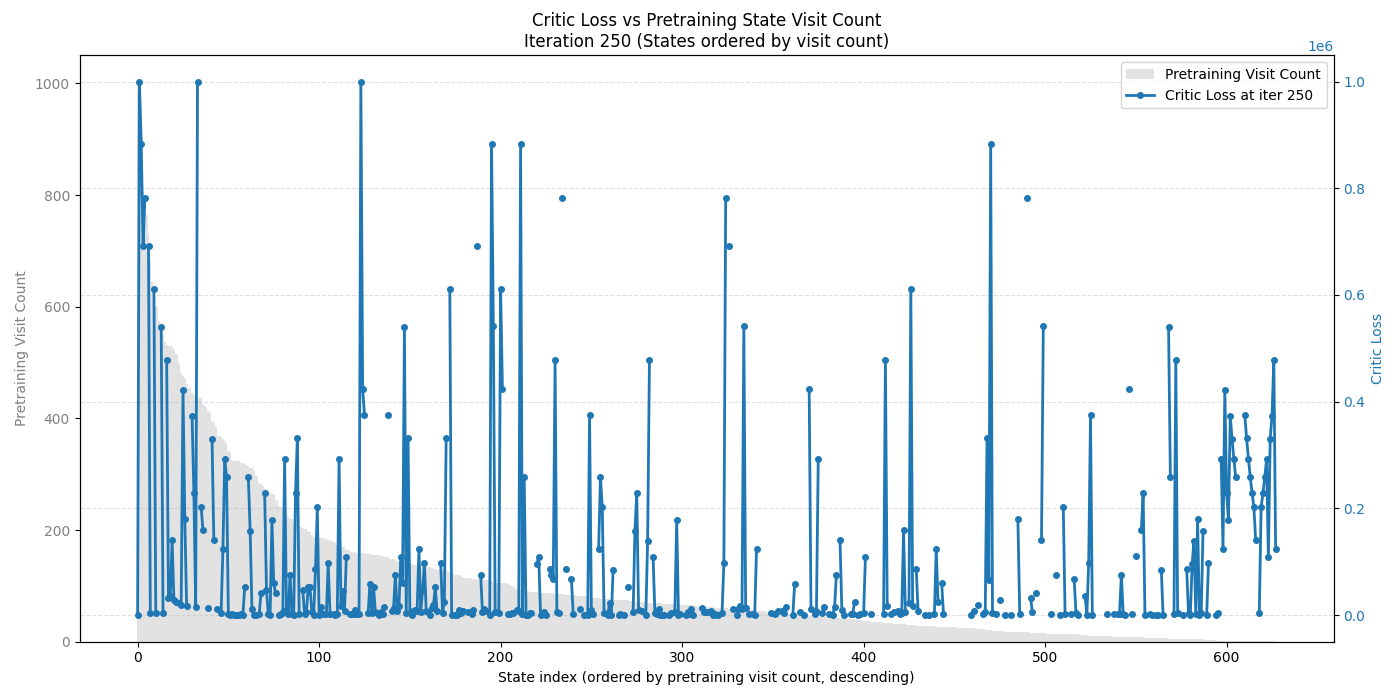 Critic Loss vs Pretraining State Visit Count
Iteration 250 (States ordered by visit count)
1e6
Pretraining Visit Count
Critic Loss at iter 250
1000
800
600
400
200
0
Pretraining Visit Count
1.0
0.8
0.6
0.4
0.2
0.0
Critic Loss
0 100 200 300 400 500 600
State index (ordered by pretraining visit count, descending)